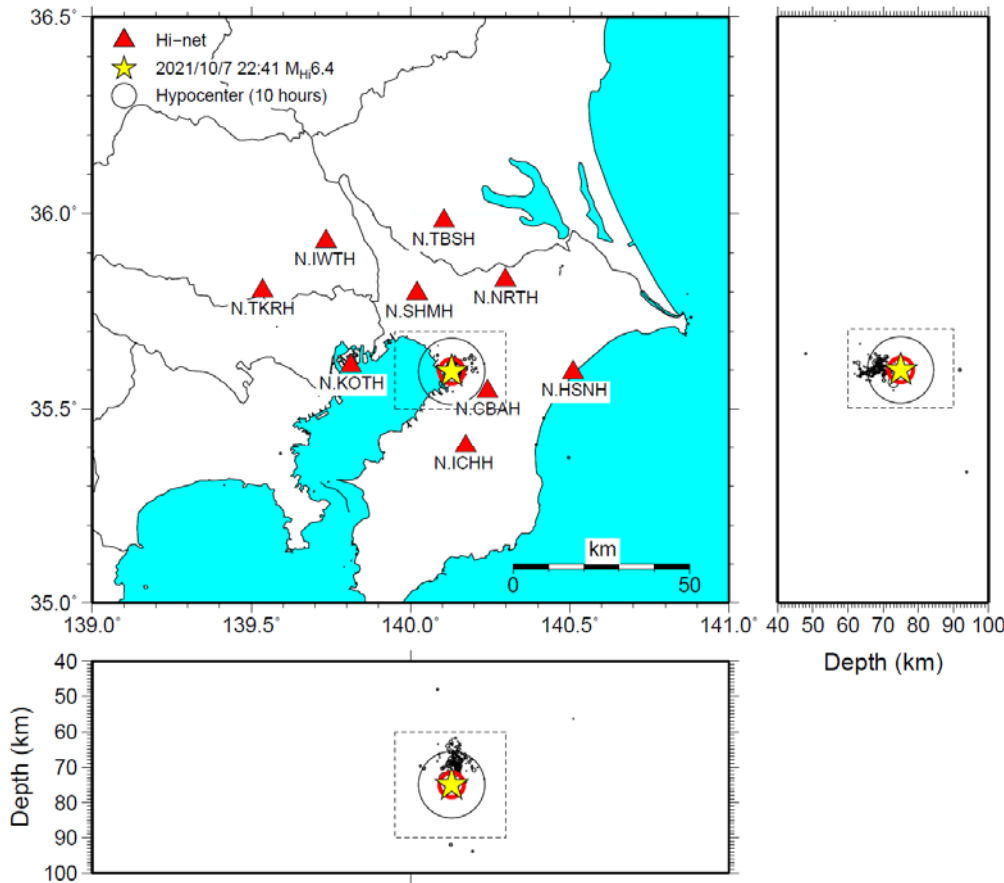 36.5˚
Hi−net
2021/10/7 22:41 MHi6.4
Hypocenter (10 hours)
36.0˚
N.TBSH
N.IWTH
N.NRTH
N.TKRH
N.SHMH
N.KOTH
N.HSNH
35.5˚
N.CBAH
N.ICHH
km
0
50
35.0˚
139.0˚
139.5˚
140.0˚
140.5˚
141.0˚
40 50 60 70 80 90 100
Depth (km)
40
50
60
70
80
90
100
Depth (km)